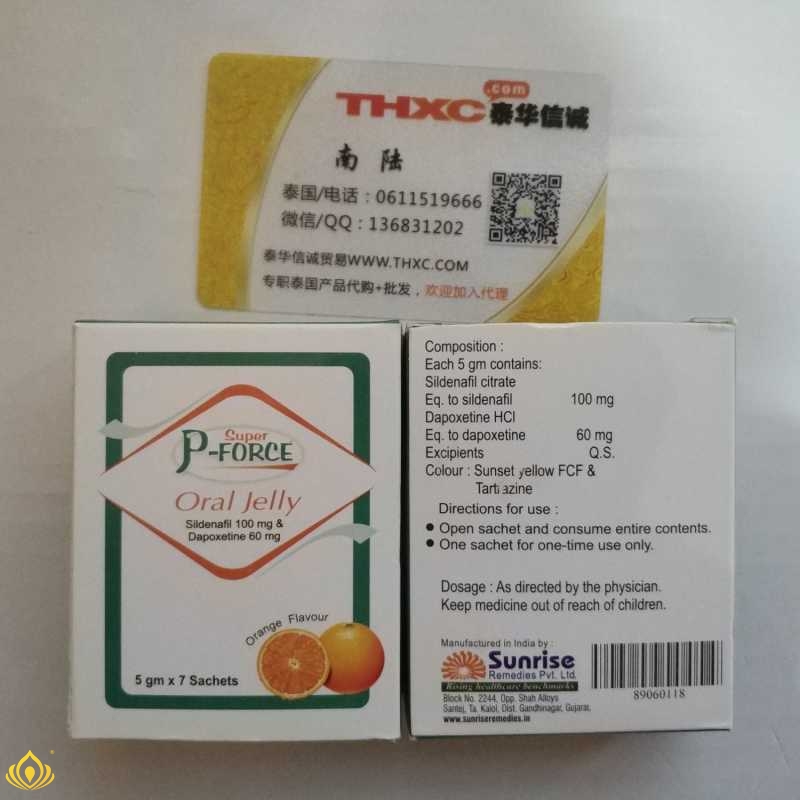 THXC.com泰华信诚
南 陆
泰国/电话：0611519666
微信/QQ：136831202
泰华信诚贸易WWW.THXC.COM
专职泰国产品代购+批发，欢迎加入代理
Super
P-FORCE
Oral Jelly
Sildenafil 100 mg &
Dapoxetine 60 mg
Orange Flavour
5 gm x 7 Sachets
Composition :
Each 5 gm contains:
Sildenafil citrate
Eq. to sildenafil 100 mg
Dapoxetine HCl
Eq. to dapoxetine 60 mg
Excipients Q.S.
Colour : Sunset yellow FCF &
Tartrazine
Directions for use :
● Open sachet and consume entire contents.
● One sachet for one-time use only.
Dosage : As directed by the physician.
Keep medicine out of reach of children.
Manufactured in India by :
Sunrise
Remedies Pvt. Ltd.
Rising healthcare benchmarks
Block No. 2244, Opp. Shah Alloys
Santej, Ta. Kalol, Dist. Gandhinagar, Gujarat,
www.sunriseremedies.in
89060118